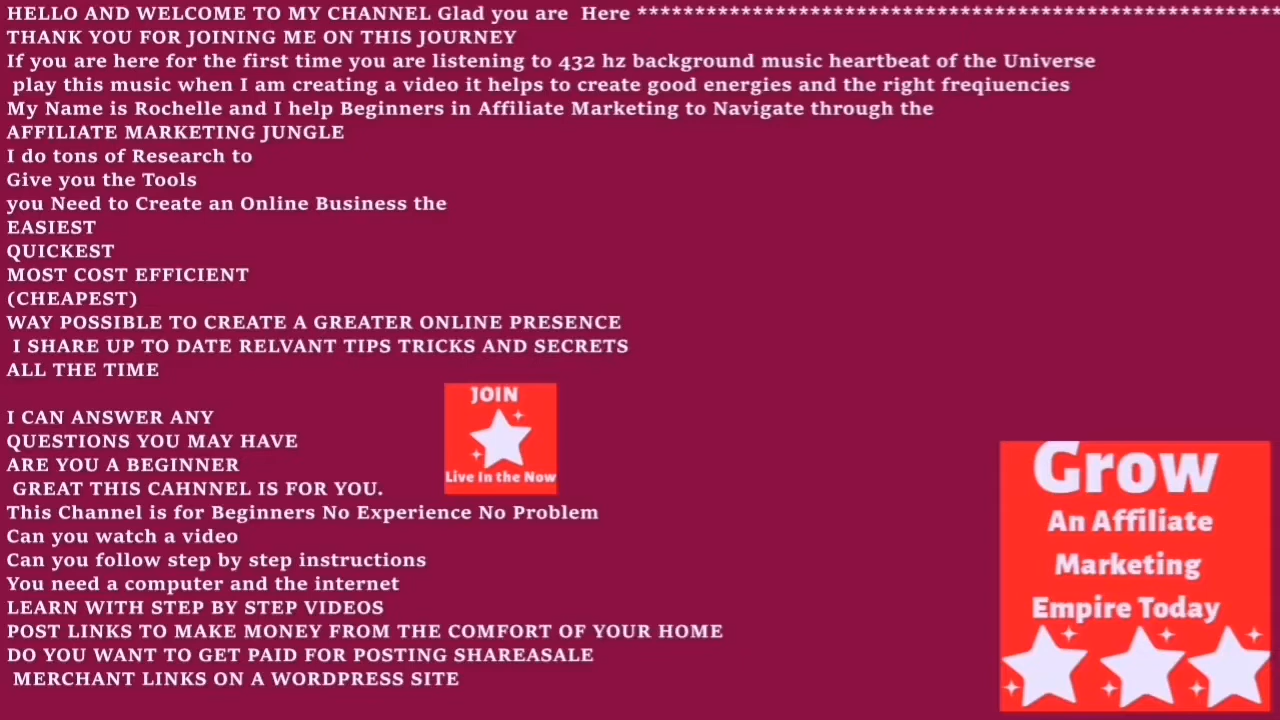 HELLO AND WELCOME TO MY CHANNEL Glad you are  Here ********************************************************
THANK YOU FOR JOINING ME ON THIS JOURNEY
If you are here for the first time you are listening to 432 hz background music heartbeat of the Universe
play this music when I am creating a video it helps to create good energies and the right freqiuencies
My Name is Rochelle and I help Beginners in Affiliate Marketing to Navigate through the
AFFILIATE MARKETING JUNGLE
I do tons of Research to
Give you the Tools
you Need to Create an Online Business the
EASIEST
QUICKEST
MOST COST EFFICIENT
(CHEAPEST)
WAY POSSIBLE TO CREATE A GREATER ONLINE PRESENCE
I SHARE UP TO DATE RELVANT TIPS TRICKS AND SECRETS
ALL THE TIME
I CAN ANSWER ANY
QUESTIONS YOU MAY HAVE
ARE YOU A BEGINNER
GREAT THIS CAHNNEL IS FOR YOU.
This Channel is for Beginners No Experience No Problem
Can you watch a video
Can you follow step by step instructions
You need a computer and the internet
LEARN WITH STEP BY STEP VIDEOS
POST LINKS TO MAKE MONEY FROM THE COMFORT OF YOUR HOME
DO YOU WANT TO GET PAID FOR POSTING SHAREASALE
MERCHANT LINKS ON A WORDPRESS SITE
JOIN
Live In the Now
Grow
An Affiliate
Marketing
Empire Today